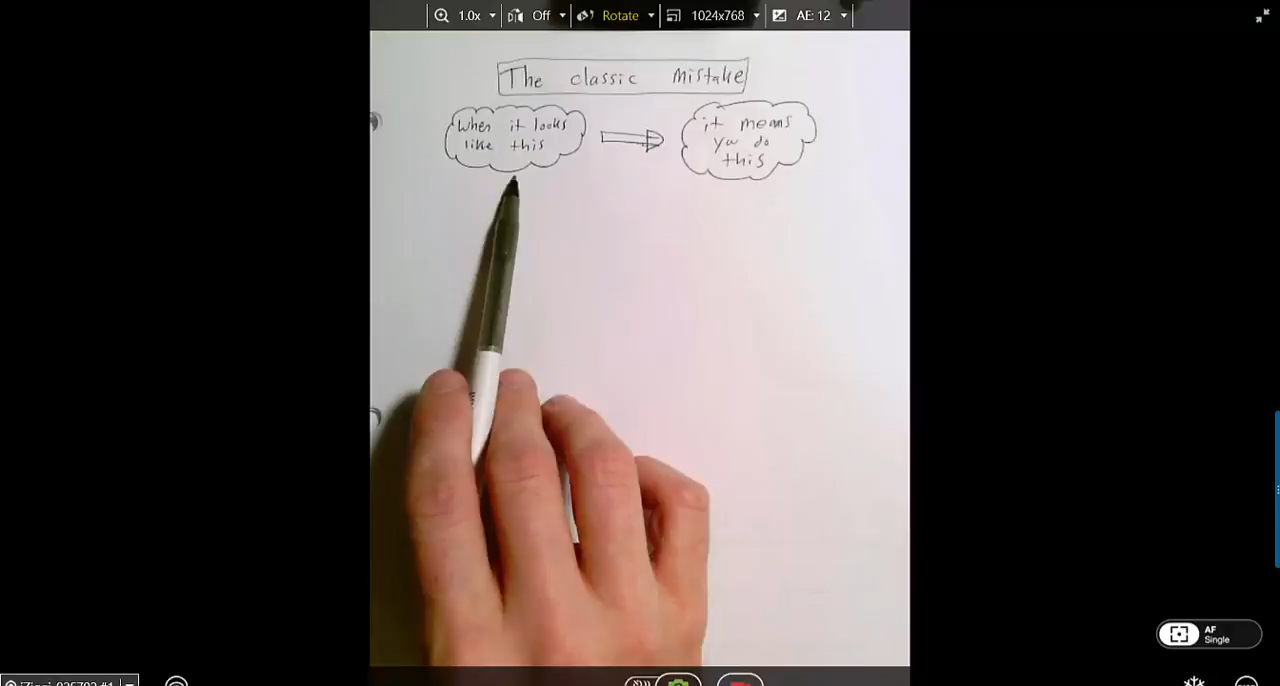 1.0x Off Rotate 1024x768 AE: 12
The classic Mistake
When it looks
like this
it means
you do
this
AF
Single